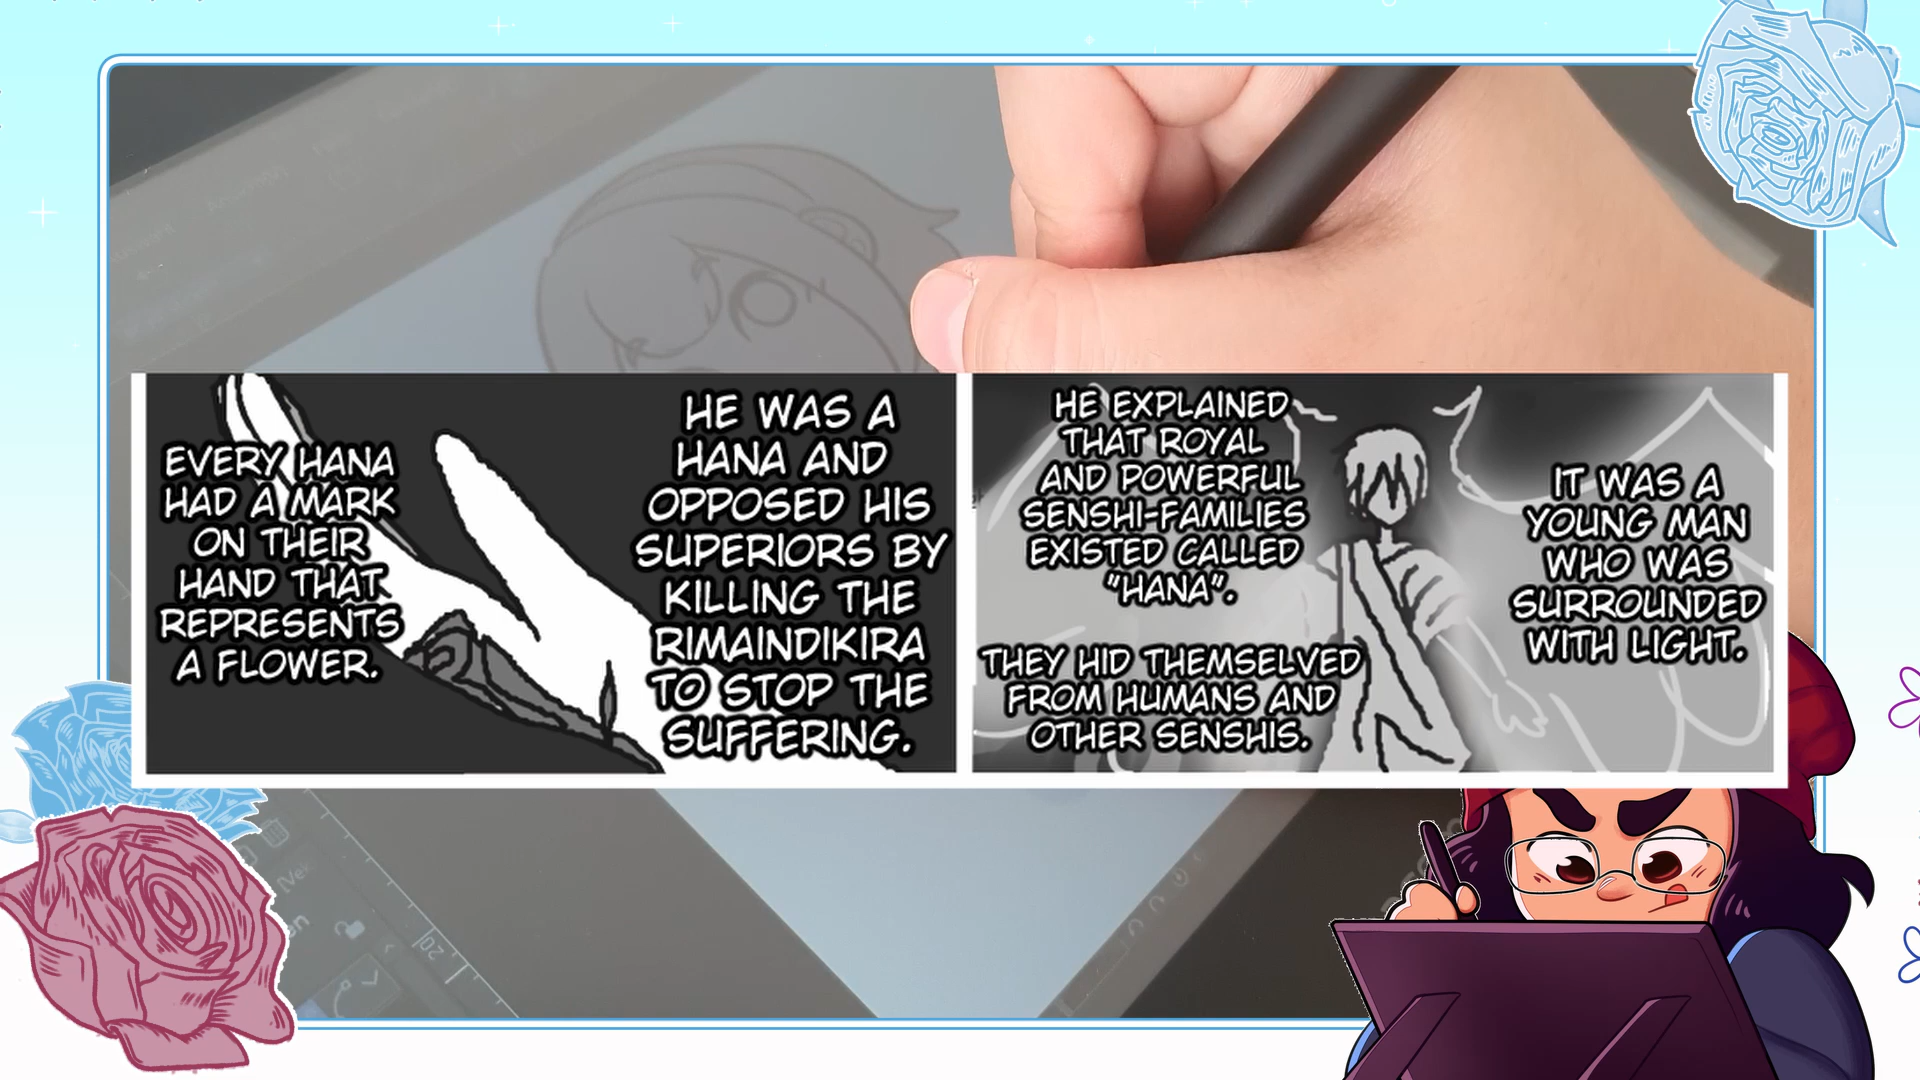 IT WAS A
YOUNG MAN
WHO WAS
SURROUNDED
WITH LIGHT.
HE EXPLAINED
THAT ROYAL
AND POWERFUL
SENSHI-FAMILIES
EXISTED CALLED
"HANA".
THEY HID THEMSELVED
FROM HUMANS AND
OTHER SENSHIS.
HE WAS A
HANA AND
OPPOSED HIS
SUPERIORS BY
KILLING THE
RIMAINDIKIRA
TO STOP THE
SUFFERING.
EVERY HANA
HAD A MARK
ON THEIR
HAND THAT
REPRESENTS
A FLOWER.
20